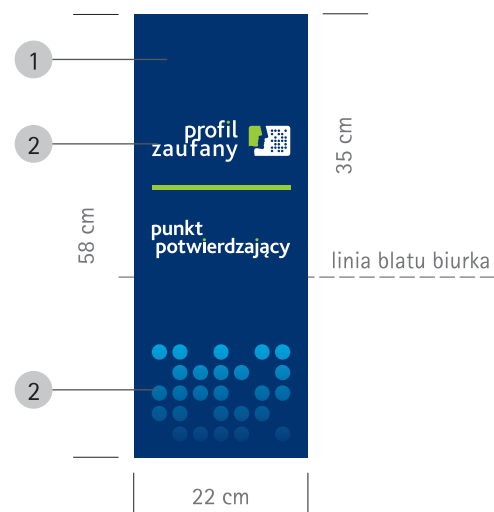 1
2
profil
zaufany
35 cm
58 cm
punkt
potwierdzający
linia blatu biurka
2
22 cm